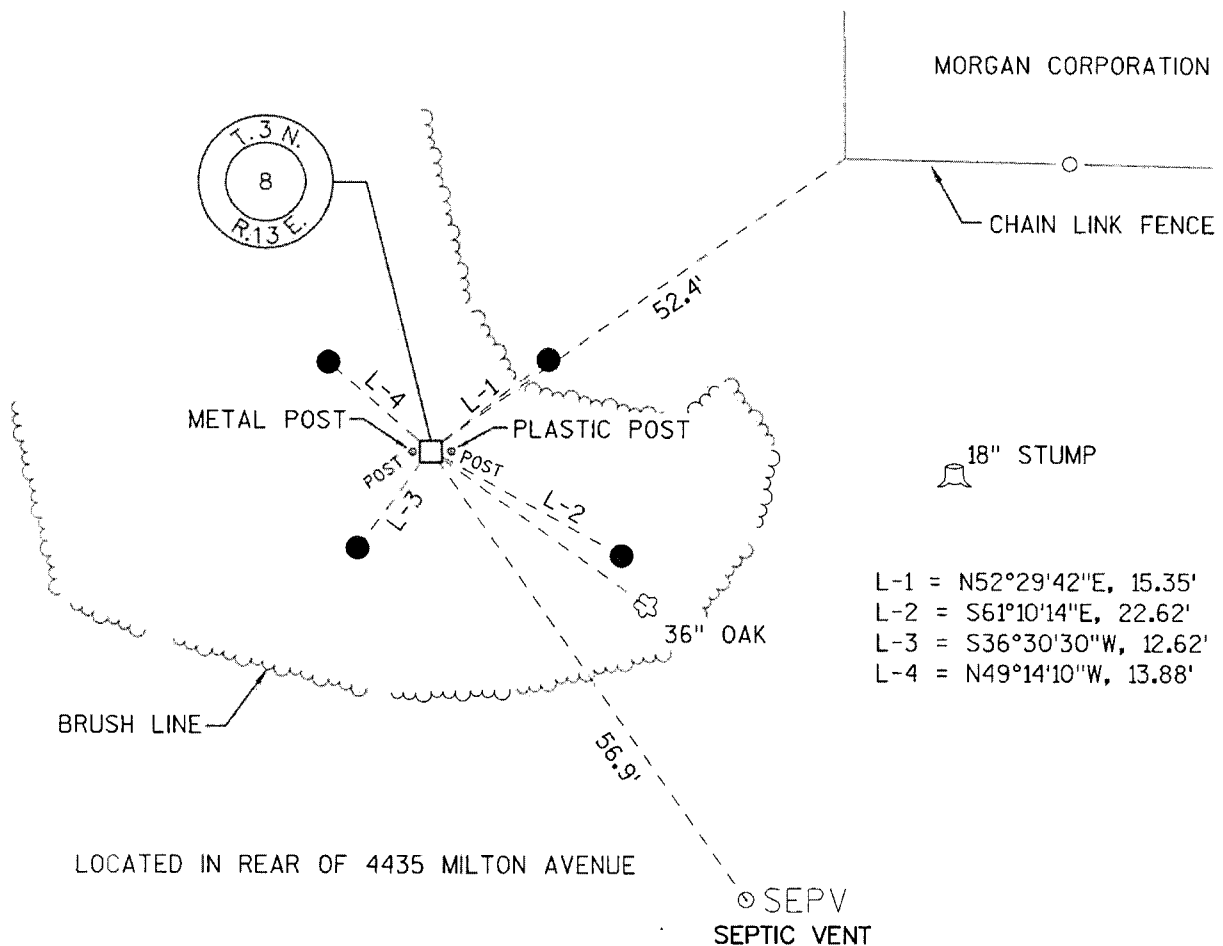 MORGAN CORPORATION
T. 3 N.
8
R.13 E.
CHAIN LINK FENCE
52.4'
L-4
L-1
METAL POST
PLASTIC POST
POST
POST
18" STUMP
L-3
L-2
L-1 = N52°29'42"E, 15.35'
L-2 = S61°10'14"E, 22.62'
L-3 = S36°30'30"W, 12.62'
L-4 = N49°14'10"W, 13.88'
36" OAK
BRUSH LINE
56.9'
LOCATED IN REAR OF 4435 MILTON AVENUE
SEPV
SEPTIC VENT